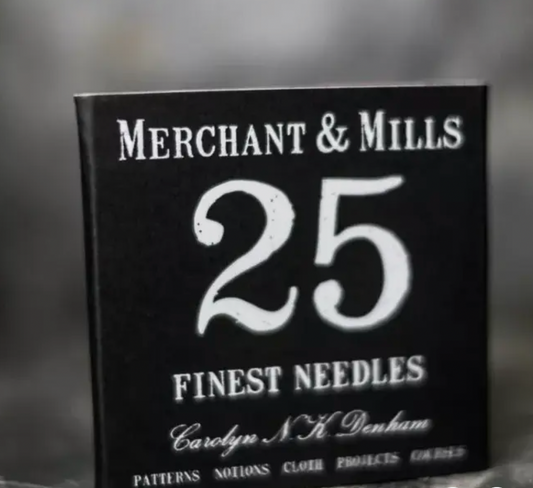 MERCHANT & MILLS
25
FINEST NEEDLES
Carolyn N.K. Denham
PATTERNS NOTIONS CLOTH PROJECTS COURSES